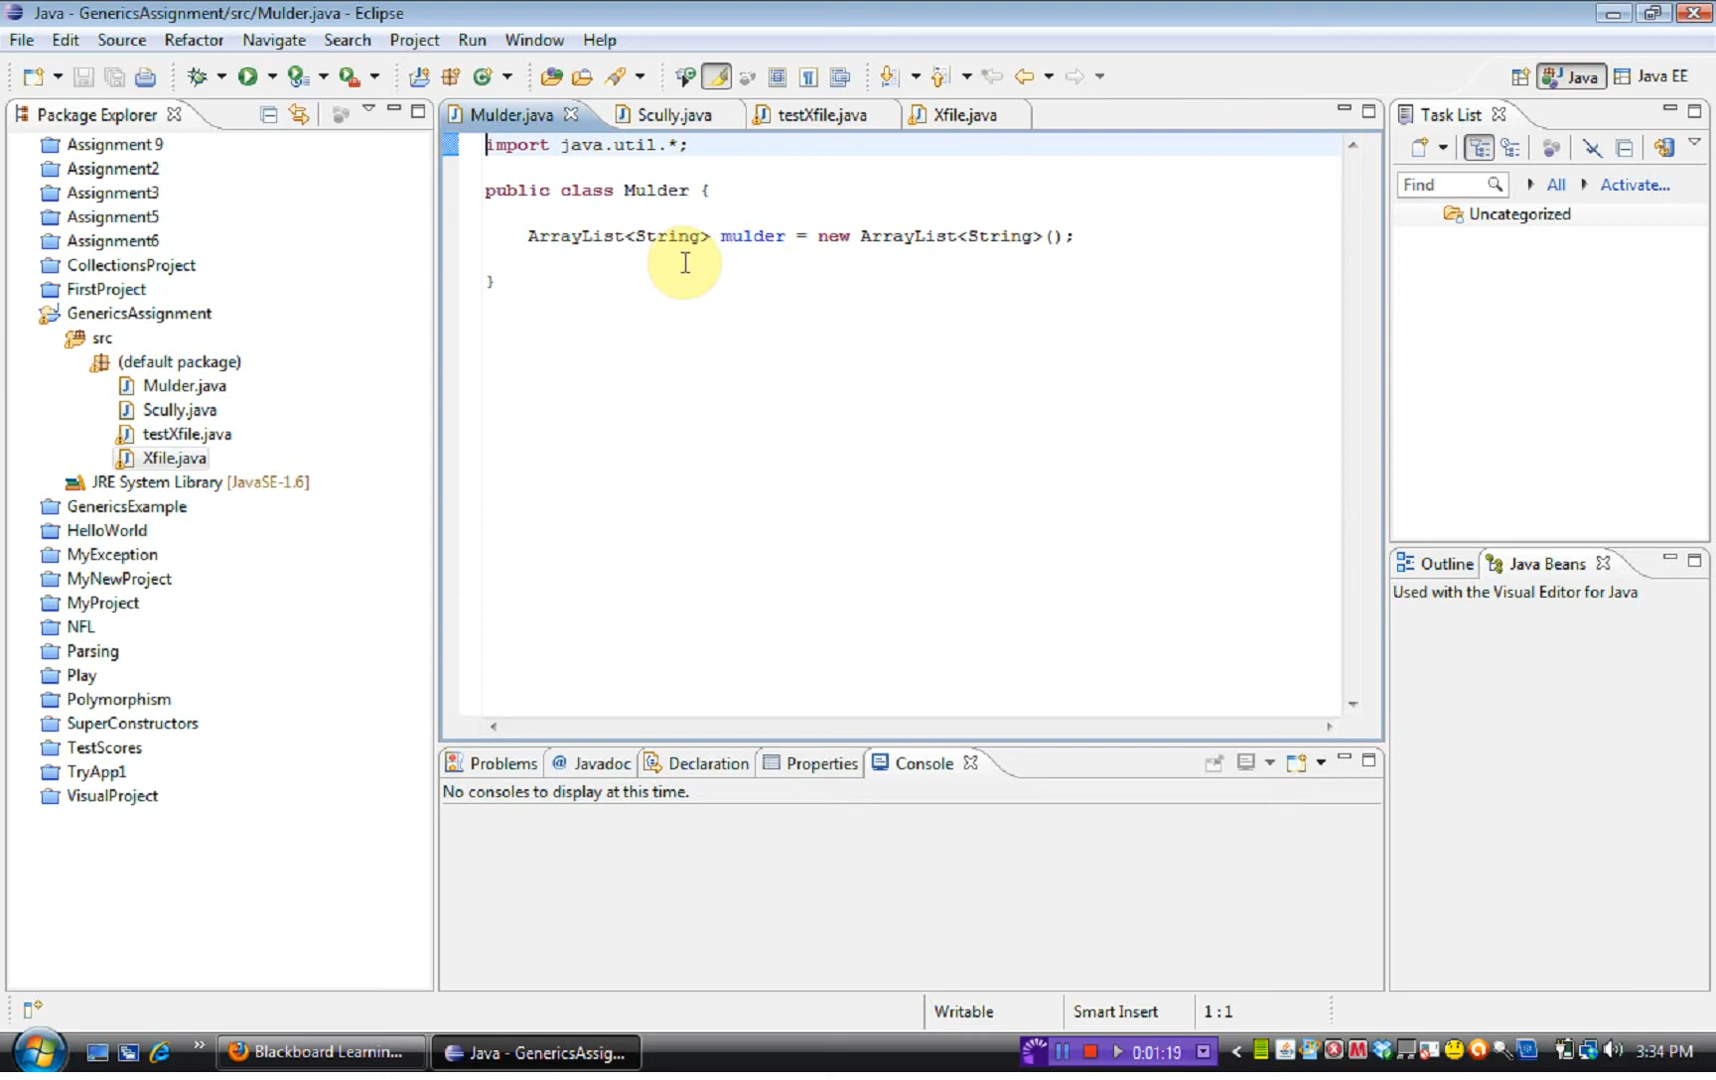 Java - GenericsAssignment/src/Mulder.java - Eclipse
File Edit Source Refactor Navigate Search Project Run Window Help
Java Java EE
Package Explorer
Assignment 9
Assignment2
Assignment3
Assignment5
Assignment6
CollectionsProject
FirstProject
GenericsAssignment
src
(default package)
Mulder.java
Scully.java
testXfile.java
Xfile.java
JRE System Library [JavaSE-1.6]
GenericsExample
HelloWorld
MyException
MyNewProject
MyProject
NFL
Parsing
Play
Polymorphism
SuperConstructors
TestScores
TryApp1
VisualProject
Mulder.java Scully.java testXfile.java Xfile.java
import java.util.*;
public class Mulder {
ArrayList<String> mulder = new ArrayList<String>();
}
Task List
Find All Activate...
Uncategorized
Outline Java Beans
Used with the Visual Editor for Java
Problems @ Javadoc Declaration Properties Console
No consoles to display at this time.
Writable Smart Insert 1 : 1
Blackboard Learnin... Java - GenericsAssig... 0:01:19 3:34 PM